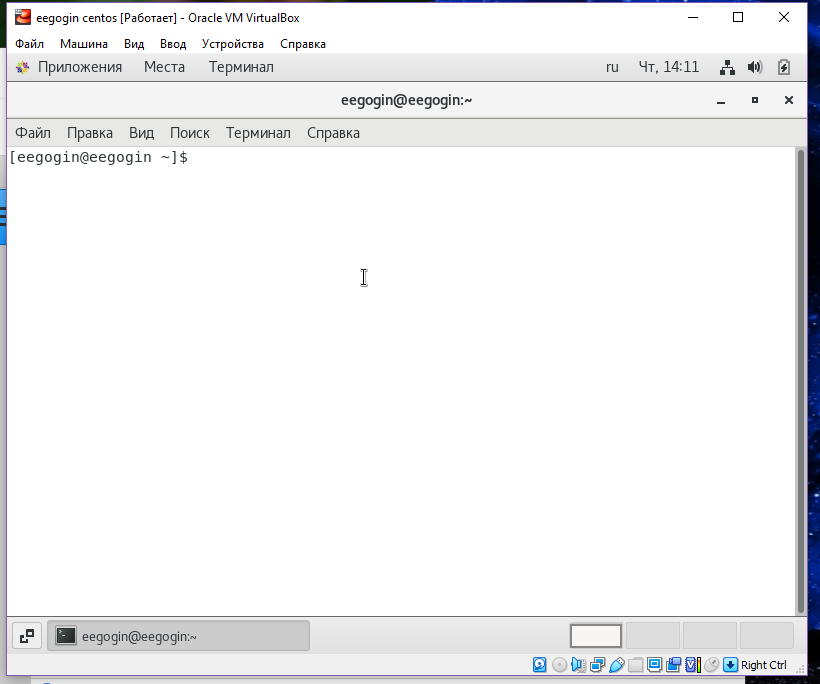 eegogin centos [Работает] - Oracle VM VirtualBox
Файл Машина Вид Ввод Устройства Справка
Приложения Места Терминал ru Чт, 14:11
eegogin@eegogin:~
Файл Правка Вид Поиск Терминал Справка
[eegogin@eegogin ~]$
eegogin@eegogin:~
Right Ctrl